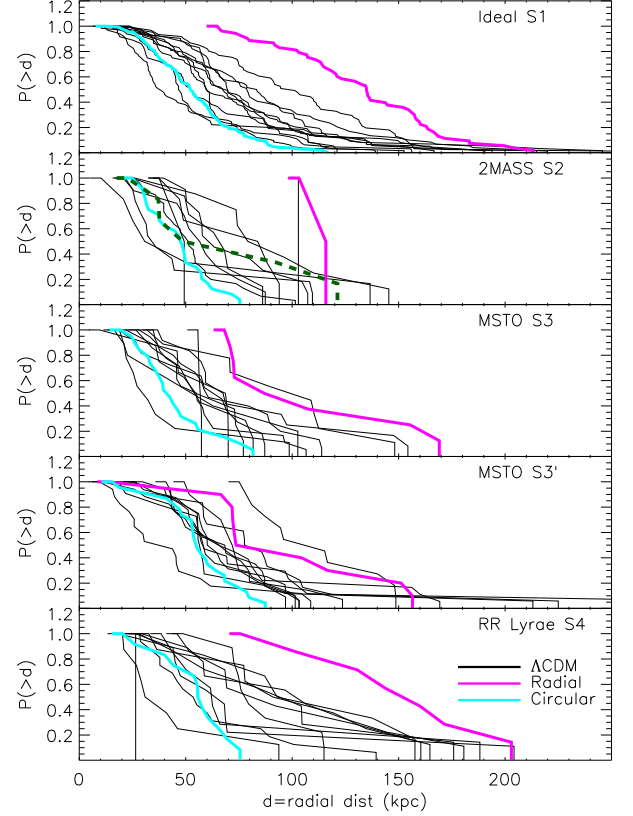 1.2
1.0
0.8
0.6
0.4
0.2
P(>d)
Ideal S1
1.2
1.0
0.8
0.6
0.4
0.2
P(>d)
2MASS S2
1.2
1.0
0.8
0.6
0.4
0.2
P(>d)
MSTO S3
1.2
1.0
0.8
0.6
0.4
0.2
P(>d)
MSTO S3'
1.2
1.0
0.8
0.6
0.4
0.2
P(>d)
RR Lyrae S4
ΛCDM
Radial
Circular
0 50 100 150 200
d=radial dist (kpc)